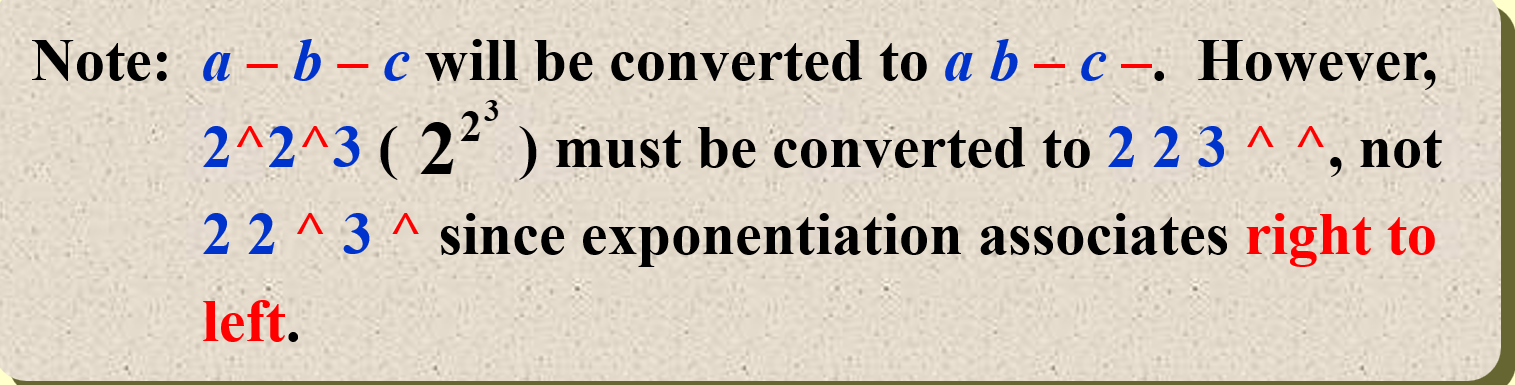 Note: a – b – c will be converted to a b – c –. However,
2^2^3 ( 2^2^3 ) must be converted to 2 2 3 ^ ^, not
2 2 ^ 3 ^ since exponentiation associates right to
left.